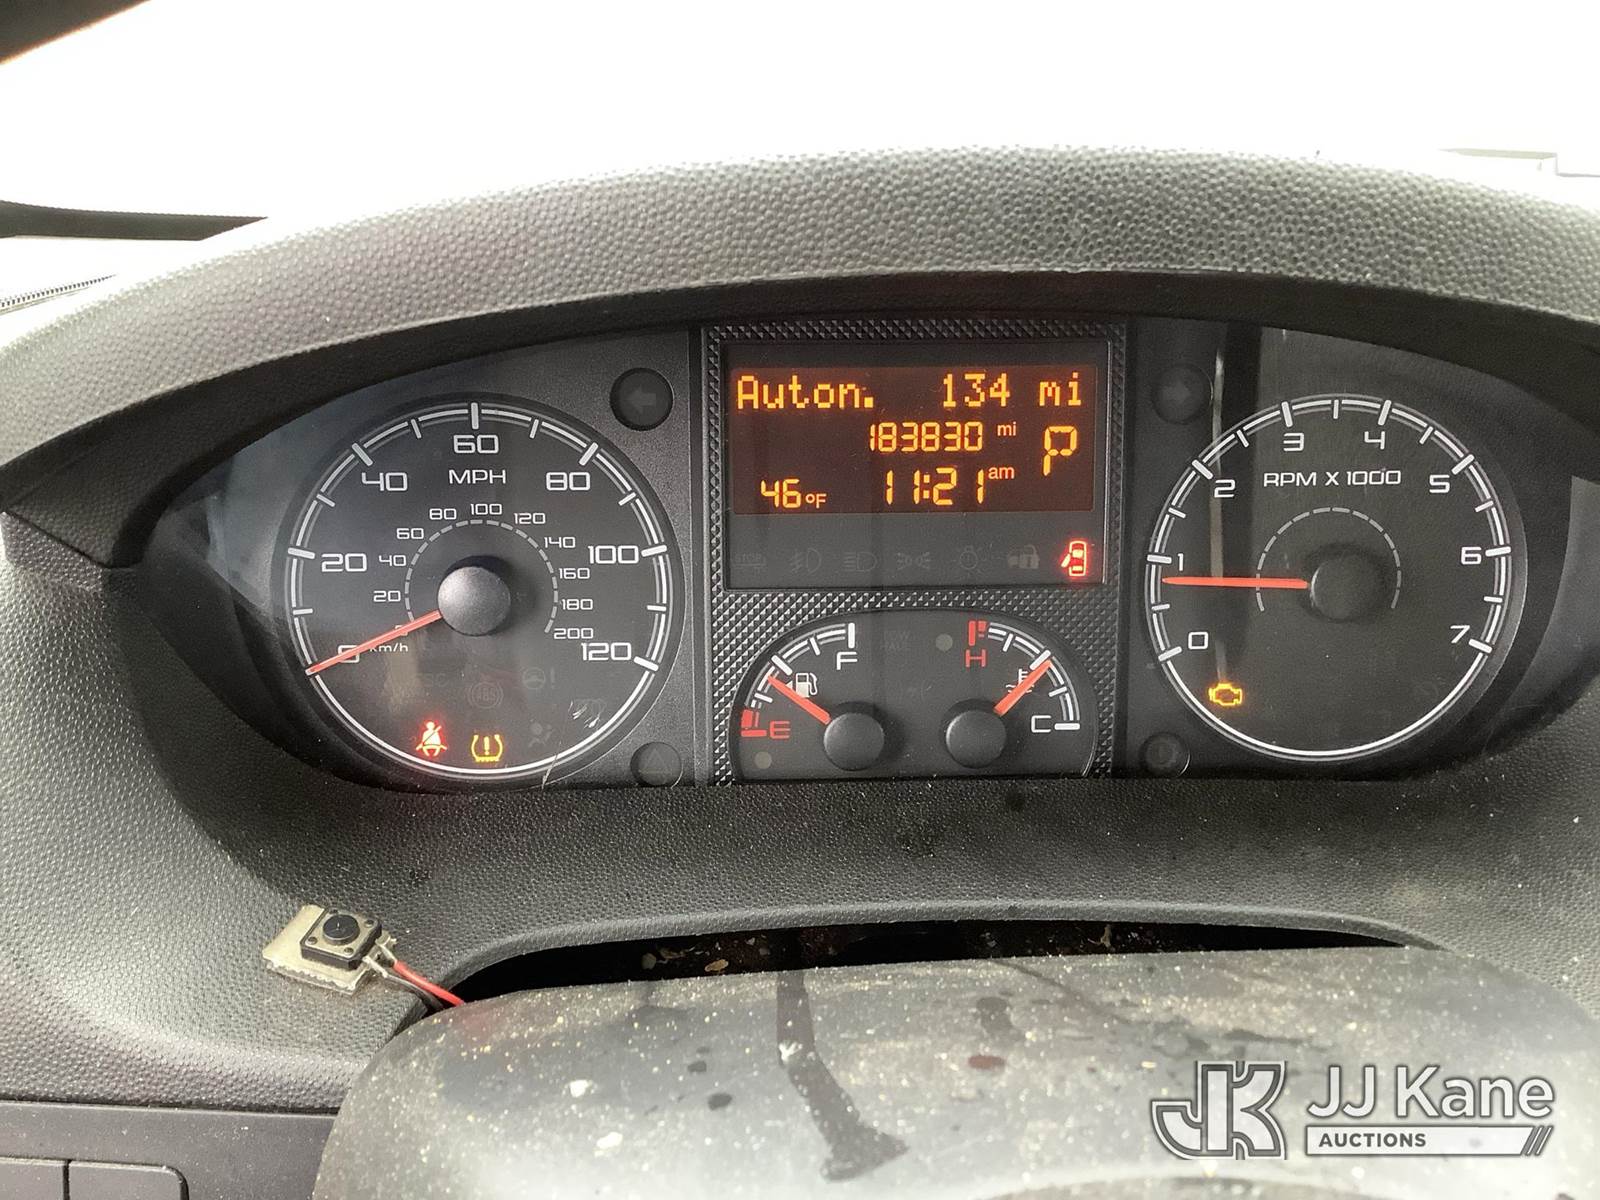 Auton. 134 mi
183830 mi
P
46°F 11:21 am
0 20 40 60 80 100 120
MPH
20 40 60 80 100 120 140 160 180 200
km/h
0 1 2 3 4 5 6 7
RPM X 1000
F
E
H
C
JK JJ Kane
AUCTIONS